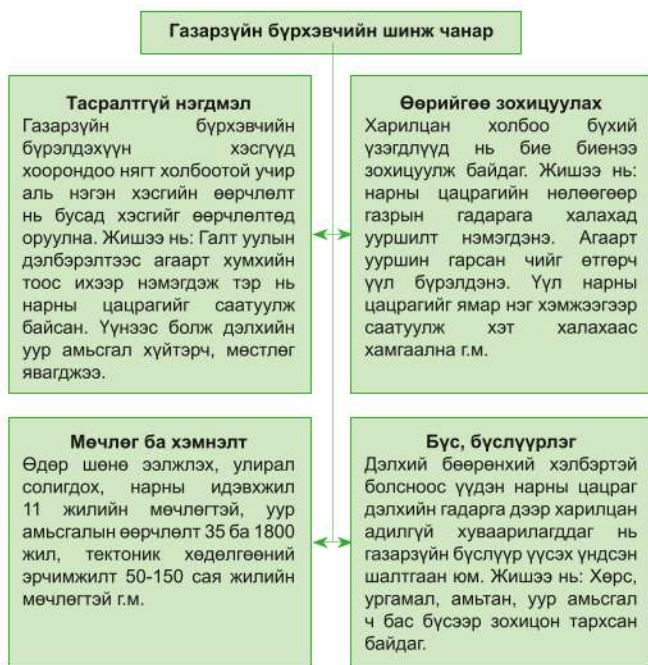 Газарзүйн бүрхэвчийн шинж чанар
Тасралтгүй нэгдмэл
Газарзүйн бүрхэвчийн
бүрэлдэхүүн хэсгүүд
хоорондоо нягт холбоотой учир
аль нэгэн хэсгийн өөрчлөлт
нь бусад хэсгийг өөрчлөлтөд
оруулна. Жишээ нь: Галт уулын
дэлбэрэлтээс агаарт хумхийн
тоос ихээр нэмэгдэж тэр нь
нарны цацрагийг саатуулж
байсан. Үүнээс болж дэлхийн
уур амьсгал хүйтэрч, мөстлөг
явагджээ.
Өөрийгөө зохицуулах
Харилцан холбоо бүхий
үзэгдлүүд нь бие биенээ
зохицуулж байдаг. Жишээ нь:
нарны цацрагийн нөлөөгөөр
газрын гадарага халахад
ууршилт нэмэгдэнэ. Агаарт
ууршин гарсан чийг өтгөрч
үүл бүрэлдэнэ. Үүл нарны
цацрагийг ямар нэг хэмжээгээр
саатуулж хэт халахаас
хамгаална г.м.
Мөчлөг ба хэмнэлт
Өдөр шөнө ээлжлэх, улирал
солигдох, нарны идэвхжил
11 жилийн мөчлөгтэй, уур
амьсгалын өөрчлөлт 35 ба 1800
жил, тектоник хөдөлгөөний
эрчимжилт 50-150 сая жилийн
мөчлөгтэй г.м.
Бүс, бүслүүрлэг
Дэлхий бөөрөнхий хэлбэртэй
болсноос үүдэн нарны цацраг
дэлхийн гадарга дээр харилцан
адилгүй хуваарилагддаг нь
газарзүйн бүслүүр үүсэх үндсэн
шалтгаан юм. Жишээ нь: Хөрс,
ургамал, амьтан, уур амьсгал
ч бас бүсээр зохицон тархсан
байдаг.